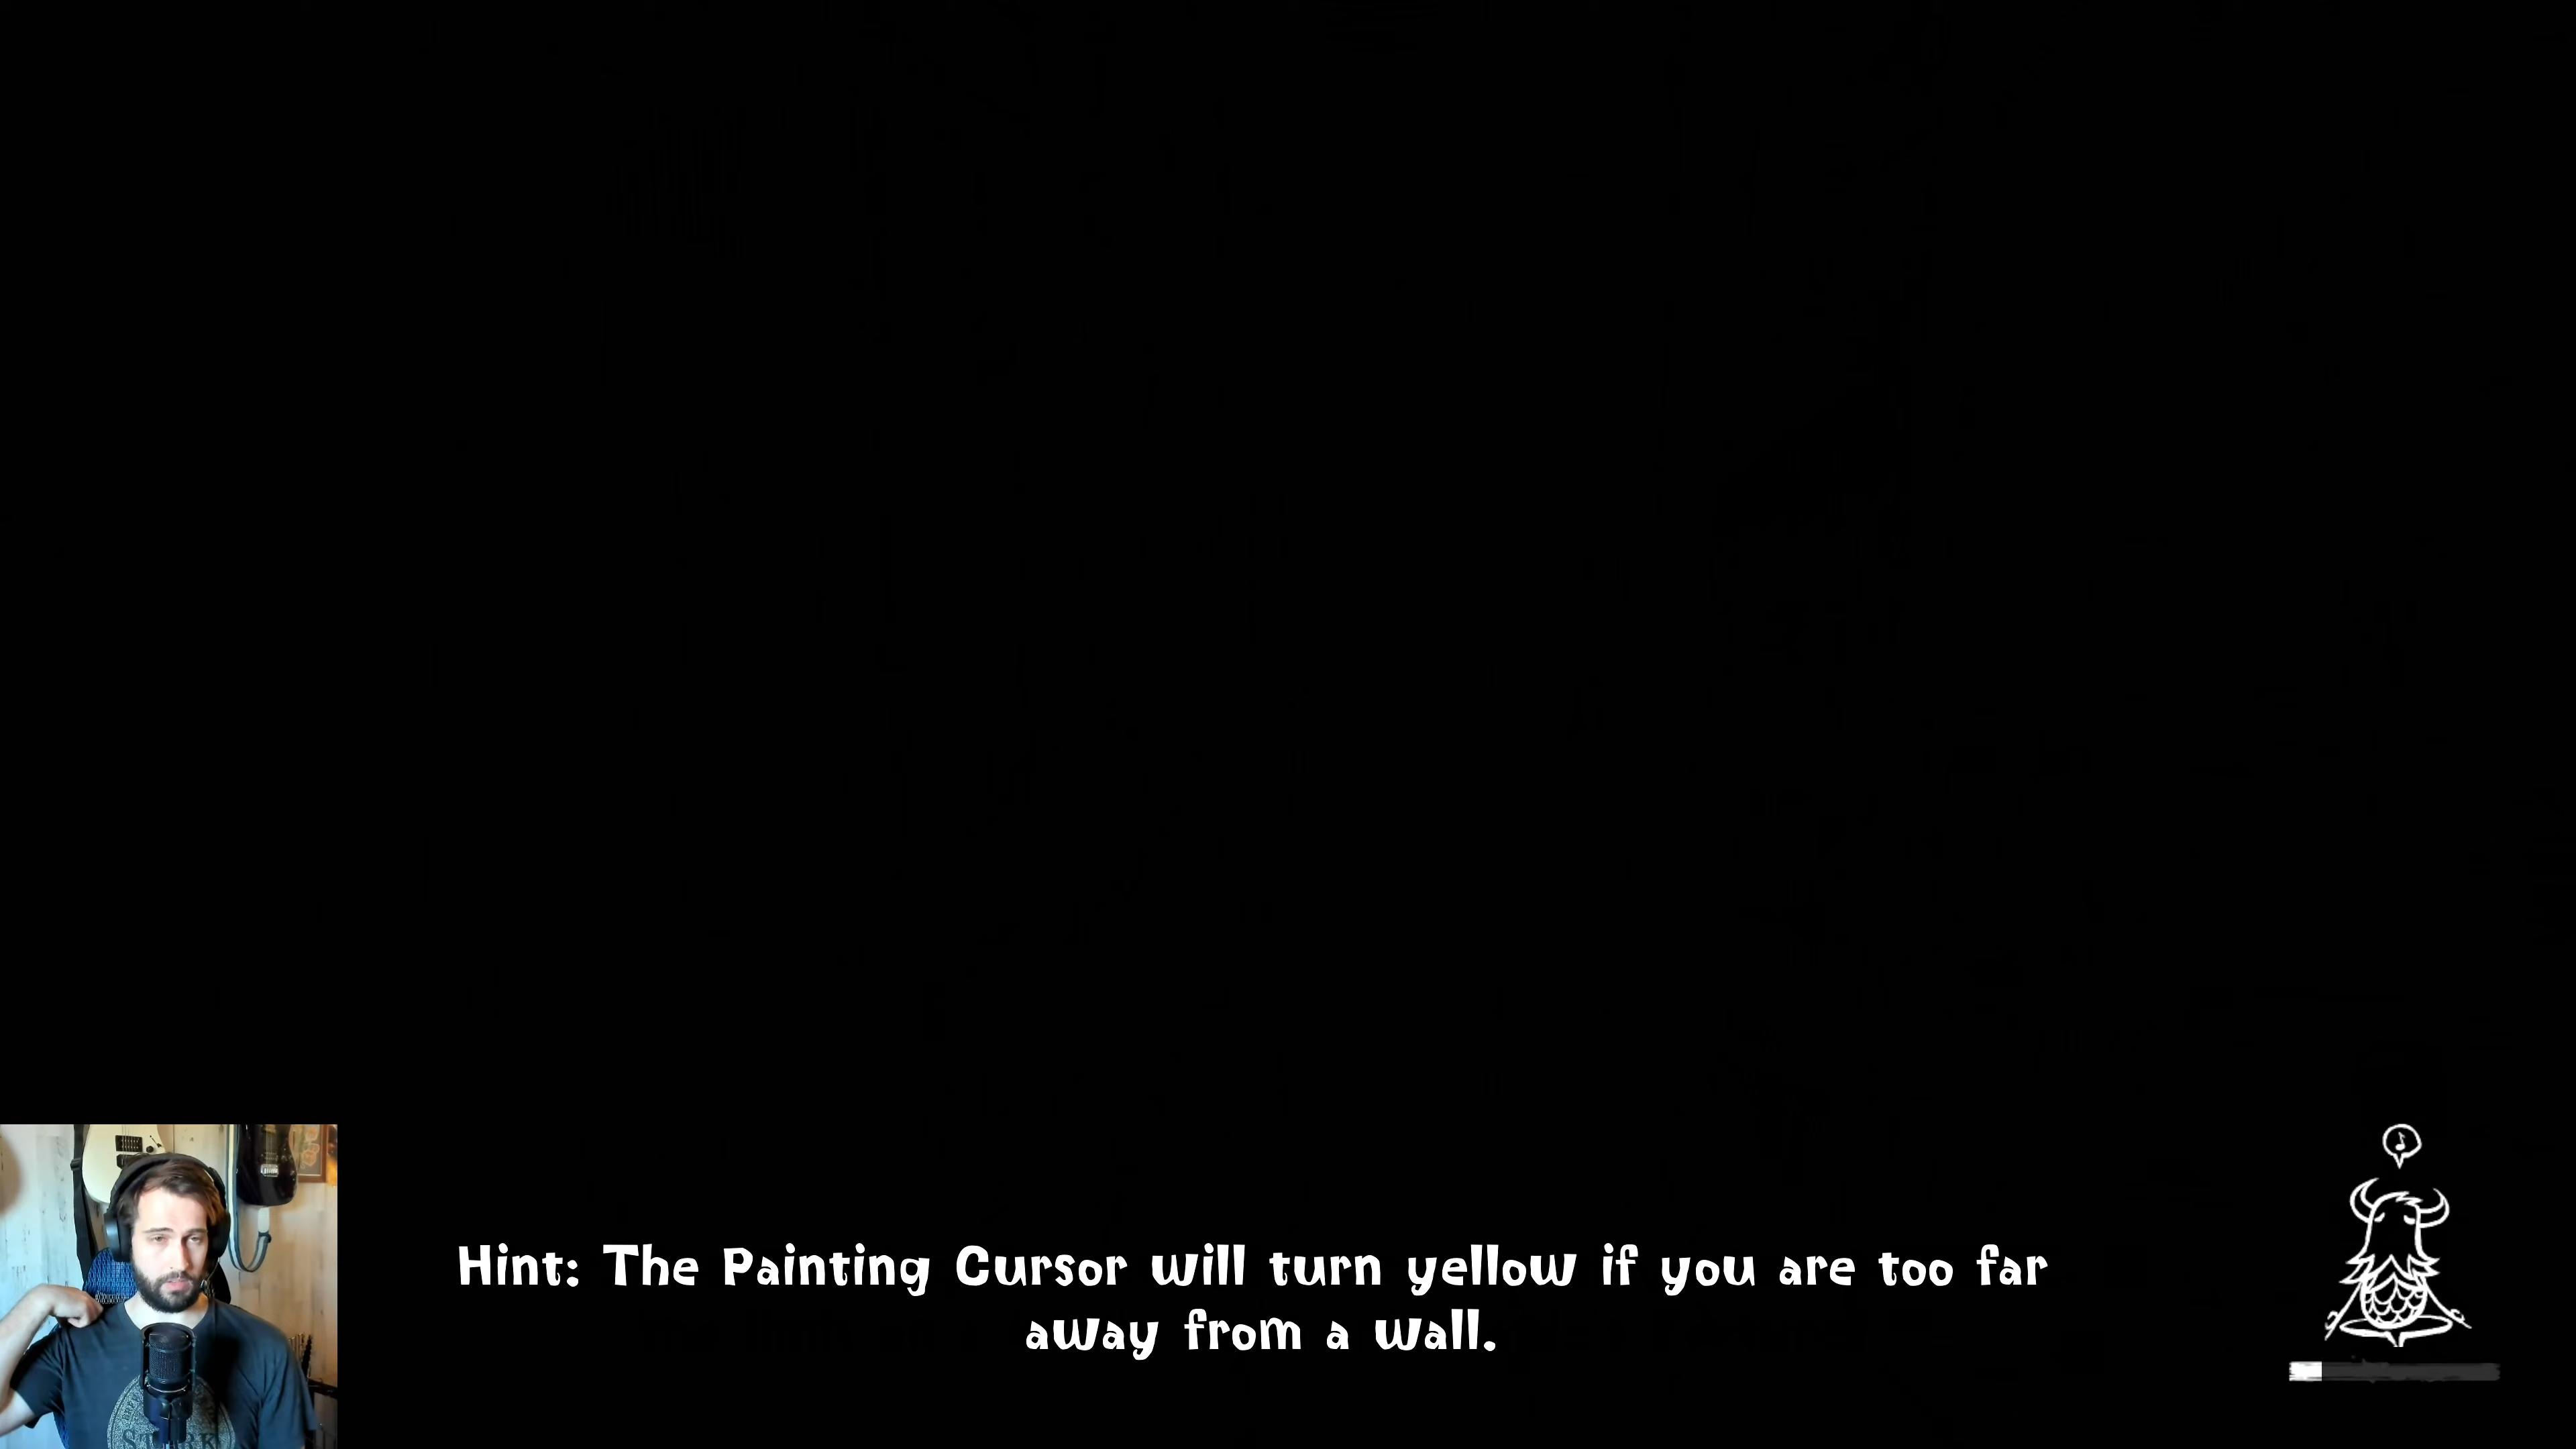 Hint: The Painting Cursor will turn yellow if you are too far
away from a wall.